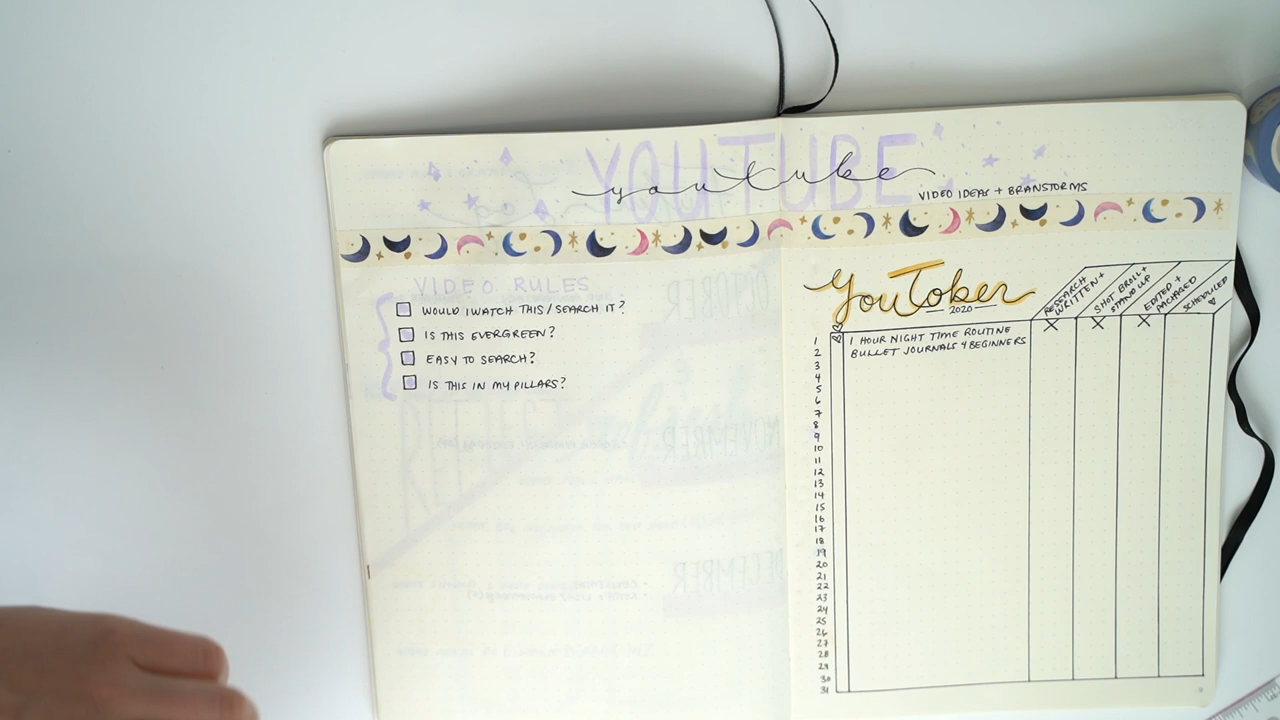 YOUTUBE
youtube
VIDEO IDEAS + BRANSTORMS
VIDEO RULES
WOULD I WATCH THIS/SEARCH IT?
IS THIS EVERGREEN?
EASY TO SEARCH?
IS THIS IN MY PILLARS?
OCTOBER
NOVEMBER
DECEMBER
YouTober
2020
RESEARCH + WRITTEN
SHOT BROLL + STAND UP
EDITED + PACKAGED
SCHEDULED
1 1 HOUR NIGHT TIME ROUTINE
2 BULLET JOURNALS 4 BEGINNERS
3
4
5
6
7
8
9
10
11
12
13
14
15
16
17
18
19
20
21
22
23
24
25
26
27
28
29
30
31